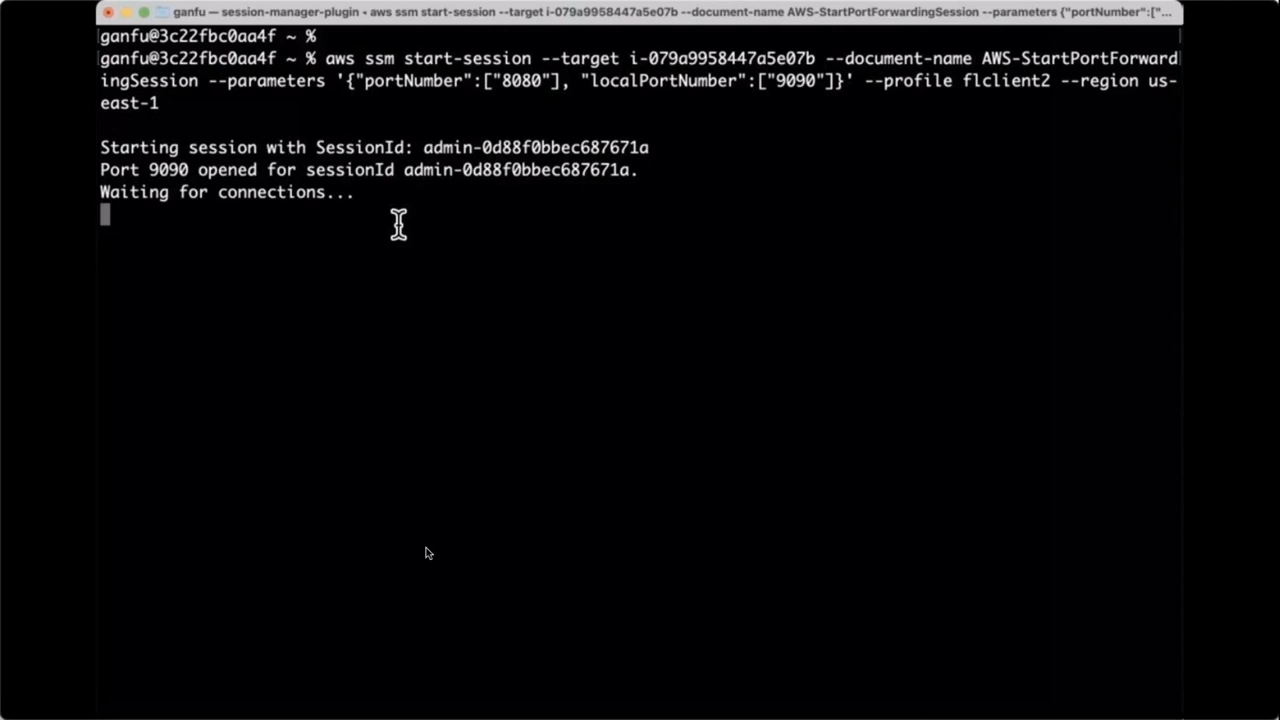 ganfu — session-manager-plugin • aws ssm start-session --target i-079a9958447a5e07b --document-name AWS-StartPortForwardingSession --parameters {"portNumber":["...
ganfu@3c22fbc0aa4f ~ %
ganfu@3c22fbc0aa4f ~ % aws ssm start-session --target i-079a9958447a5e07b --document-name AWS-StartPortForward
ingSession --parameters '{"portNumber":["8080"], "localPortNumber":["9090"]}' --profile flclient2 --region us-
east-1
Starting session with SessionId: admin-0d88f0bbec687671a
Port 9090 opened for sessionId admin-0d88f0bbec687671a.
Waiting for connections...